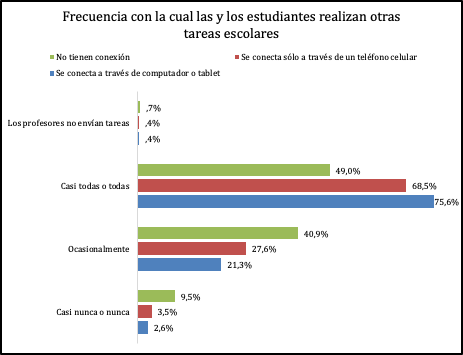 Frecuencia con la cual las y los estudiantes realizan otras
tareas escolares
No tienen conexión
Se conecta sólo a través de un teléfono celular
Se conecta a través de computador o tablet
Los profesores no envían tareas
,7%
,4%
,4%
Casi todas o todas
49,0%
68,5%
75,6%
Ocasionalmente
40,9%
27,6%
21,3%
Casi nunca o nunca
9,5%
3,5%
2,6%